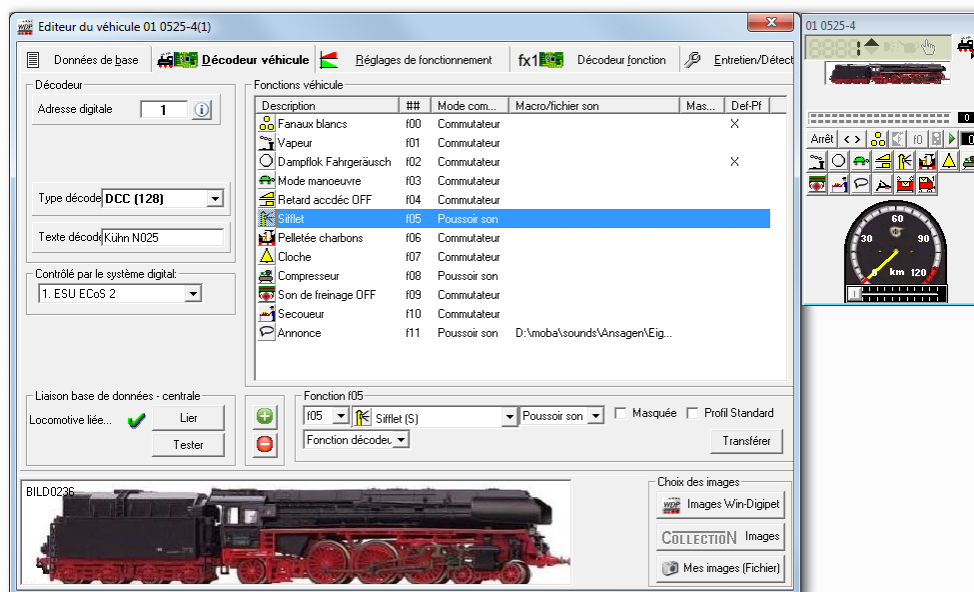 Editeur du véhicule 01 0525-4(1)
Données de base
Décodeur véhicule
Réglages de fonctionnement
fx1
Décodeur fonction
Entretien/Détect
Décodeur
Adresse digitale
1
Type décode
DCC (128)
Texte décod
Kühn N025
Contrôlé par le système digital:
1. ESU ECoS 2
Fonctions véhicule
Description ## Mode com... Macro/fichier son Mas... Def-Pf
Fanaux blancs f00 Commutateur X
Vapeur f01 Commutateur
Dampflok Fahrgeräusch f02 Commutateur X
Mode manoeuvre f03 Commutateur
Retard accdéc OFF f04 Commutateur
Sifflet f05 Poussoir son
Pelletée charbons f06 Commutateur
Cloche f07 Commutateur
Compresseur f08 Poussoir son
Son de freinage OFF f09 Commutateur
Secoueur f10 Commutateur
Annonce f11 Poussoir son D:\moba\sounds\Ansagen\Eig...
Liaison base de données - centrale
Locomotive liée...
Lier
Tester
Fonction f05
f05
Sifflet (S)
Poussoir son
Masquée
Profil Standard
Fonction décodeu
Transférer
BILD0236
Choix des images
WDP
Images Win-Digipet
COLLECTION
Images
Mes images (Fichier)
01 0525-4
0
Arrêt
< >
f0
0
30
60
90
0
km
120